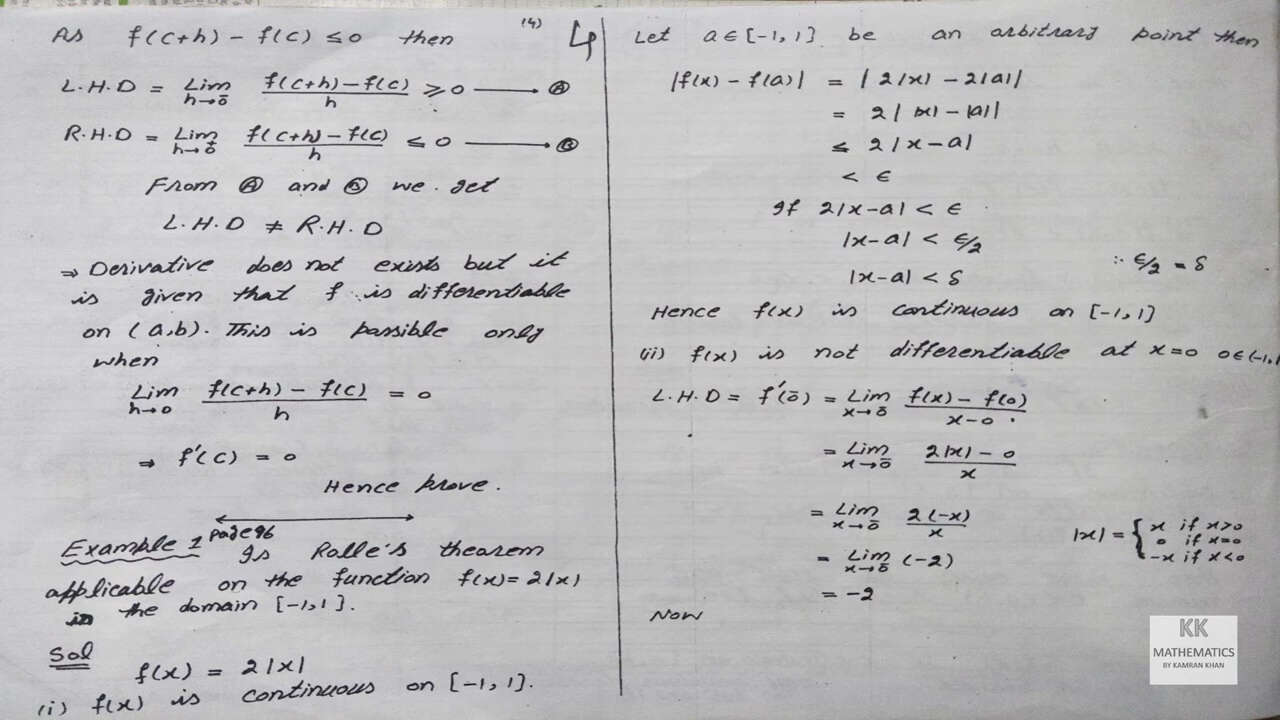 (4)
4
As f(c+h) - f(c) ≤ 0 then
L.H.D = Lim h→0⁻ (f(c+h) - f(c))/h ≥ 0 ——— Ⓐ
R.H.D = Lim h→0⁺ (f(c+h) - f(c))/h ≤ 0 ——— Ⓑ
From Ⓐ and Ⓑ we get
L.H.D ≠ R.H.D
⇒ Derivative does not exists but it
is given that f is differentiable
on (a,b). This is possible only
when
Lim h→0 (f(c+h) - f(c))/h = 0
⇒ f'(c) = 0
Hence prove.
Example 1 page 96 Is Rolle's theorem
applicable on the function f(x) = 2|x|
in the domain [-1,1].
Sol
f(x) = 2|x|
(i) f(x) is continuous on [-1,1].
Let a ∈ [-1,1] be an arbitrary point then
|f(x) - f(a)| = |2|x| - 2|a||
= 2||x| - |a||
≤ 2|x-a|
< ε
If 2|x-a| < ε
|x-a| < ε/2
|x-a| < δ ∵ ε/2 = δ
Hence f(x) is continuous on [-1,1]
(ii) f(x) is not differentiable at x=0 0∈(-1,1
L.H.D = f'(0⁻) = Lim x→0⁻ (f(x) - f(0))/(x-0)
= Lim x→0⁻ (2|x| - 0)/x
= Lim x→0⁻ 2(-x)/x
|x| = { x if x>0
0 if x=0
-x if x<0
= Lim x→0⁻ (-2)
= -2
Now
KK
MATHEMATICS
BY KAMRAN KHAN